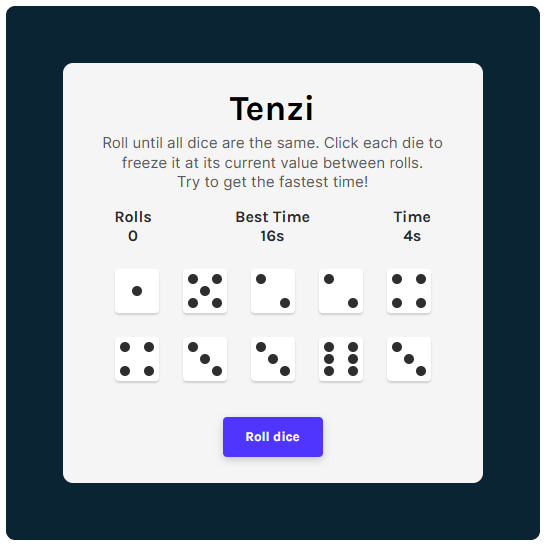 Tenzi
Roll until all dice are the same. Click each die to
freeze it at its current value between rolls.
Try to get the fastest time!
Rolls Best Time Time
0 16s 4s
Roll dice